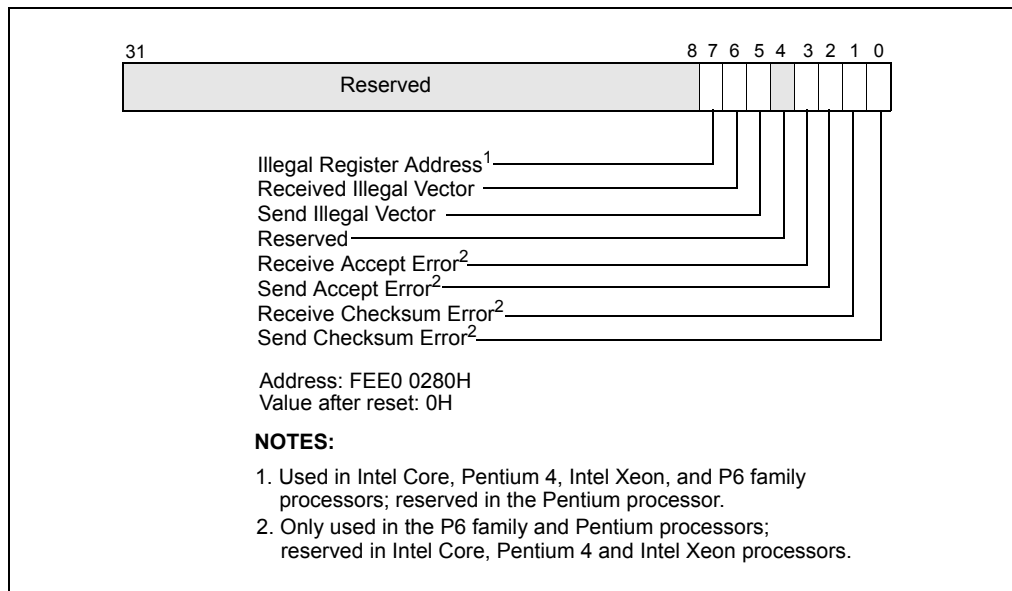 31 8 7 6 5 4 3 2 1 0
Reserved
Illegal Register Address1
Received Illegal Vector
Send Illegal Vector
Reserved
Receive Accept Error2
Send Accept Error2
Receive Checksum Error2
Send Checksum Error2
Address: FEE0 0280H
Value after reset: 0H
NOTES:
1. Used in Intel Core, Pentium 4, Intel Xeon, and P6 family
processors; reserved in the Pentium processor.
2. Only used in the P6 family and Pentium processors;
reserved in Intel Core, Pentium 4 and Intel Xeon processors.